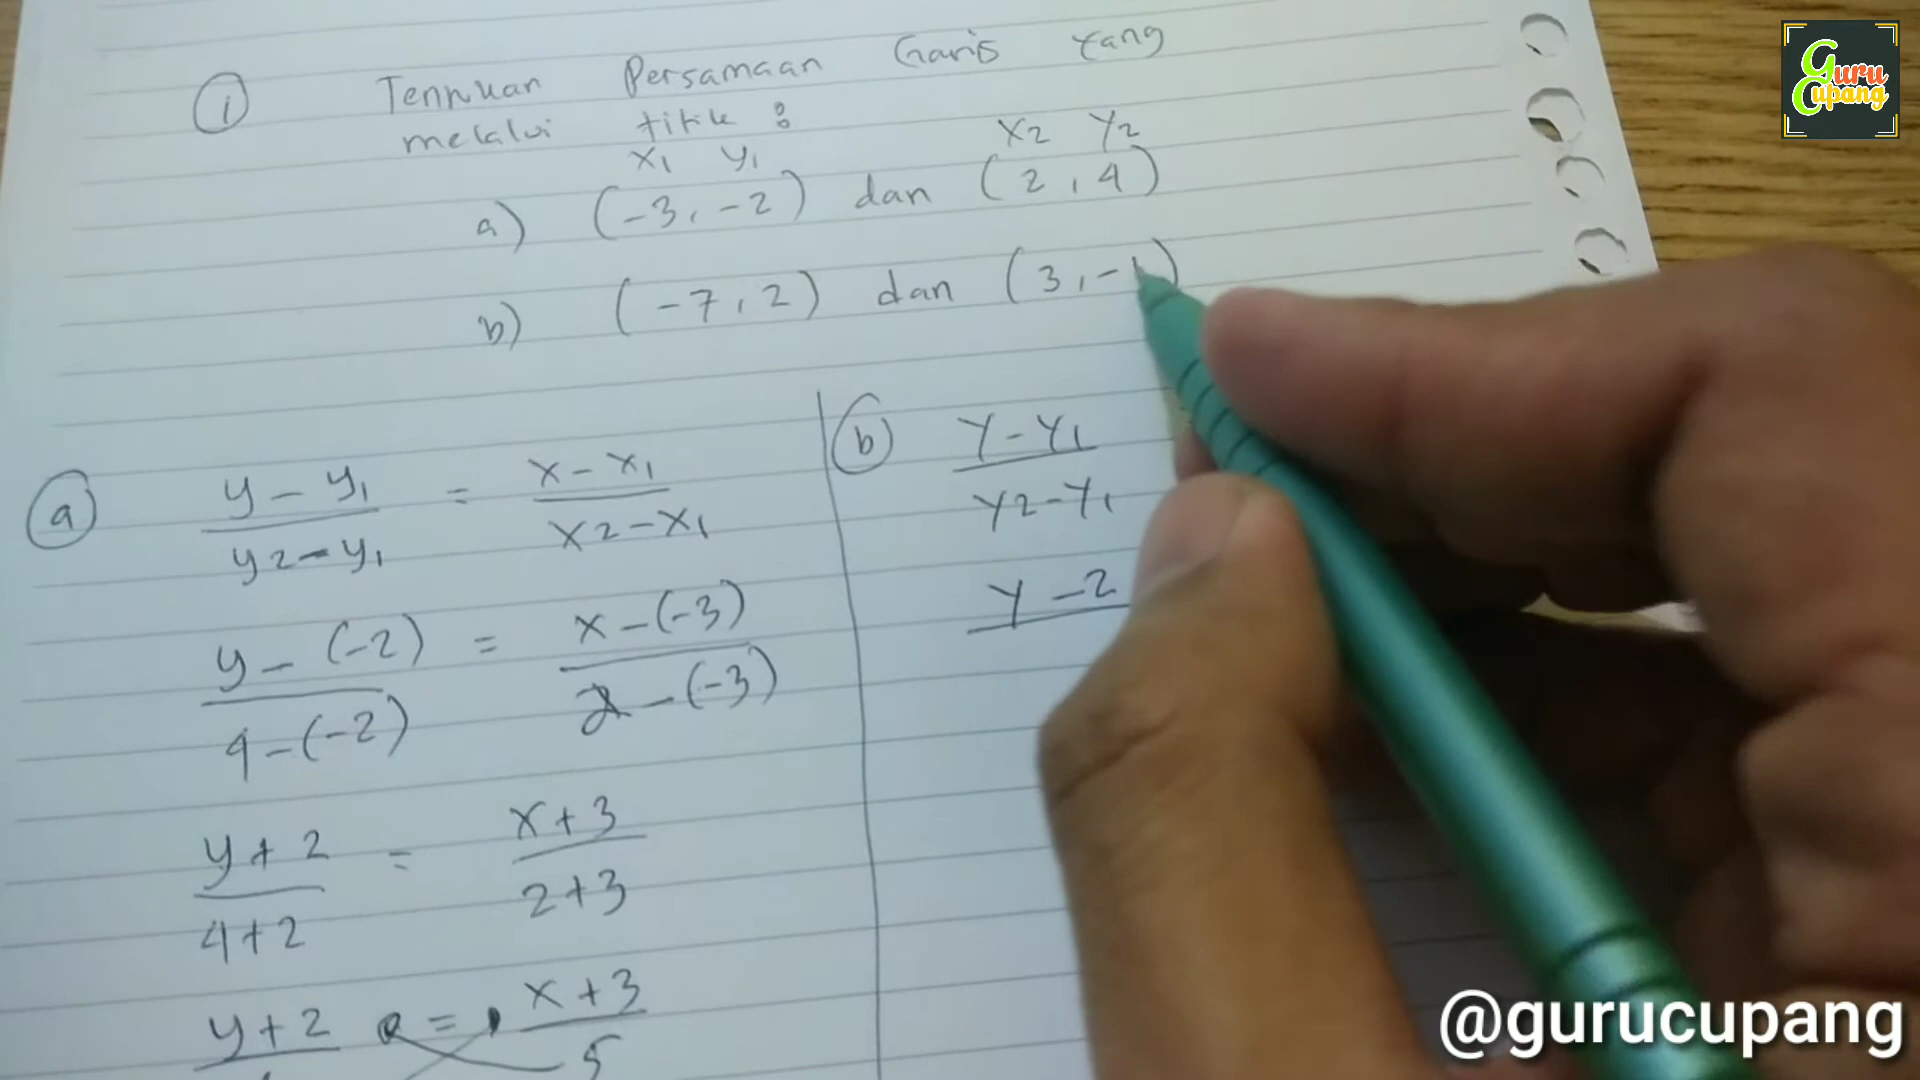 1 Tentukan Persamaan Garis Yang
melalui titik :
x1 y1 x2 y2
a) (-3, -2) dan (2, 4)
b) (-7, 2) dan (3, -1)
a y - y1 / y2 - y1 = x - x1 / x2 - x1
y - (-2) / 4 - (-2) = x - (-3) / 2 - (-3)
y + 2 / 4 + 2 = x + 3 / 2 + 3
y + 2 = x + 3 / 5
b y - y1 / y2 - y1
y - 2
Guru Cupang
@gurucupang